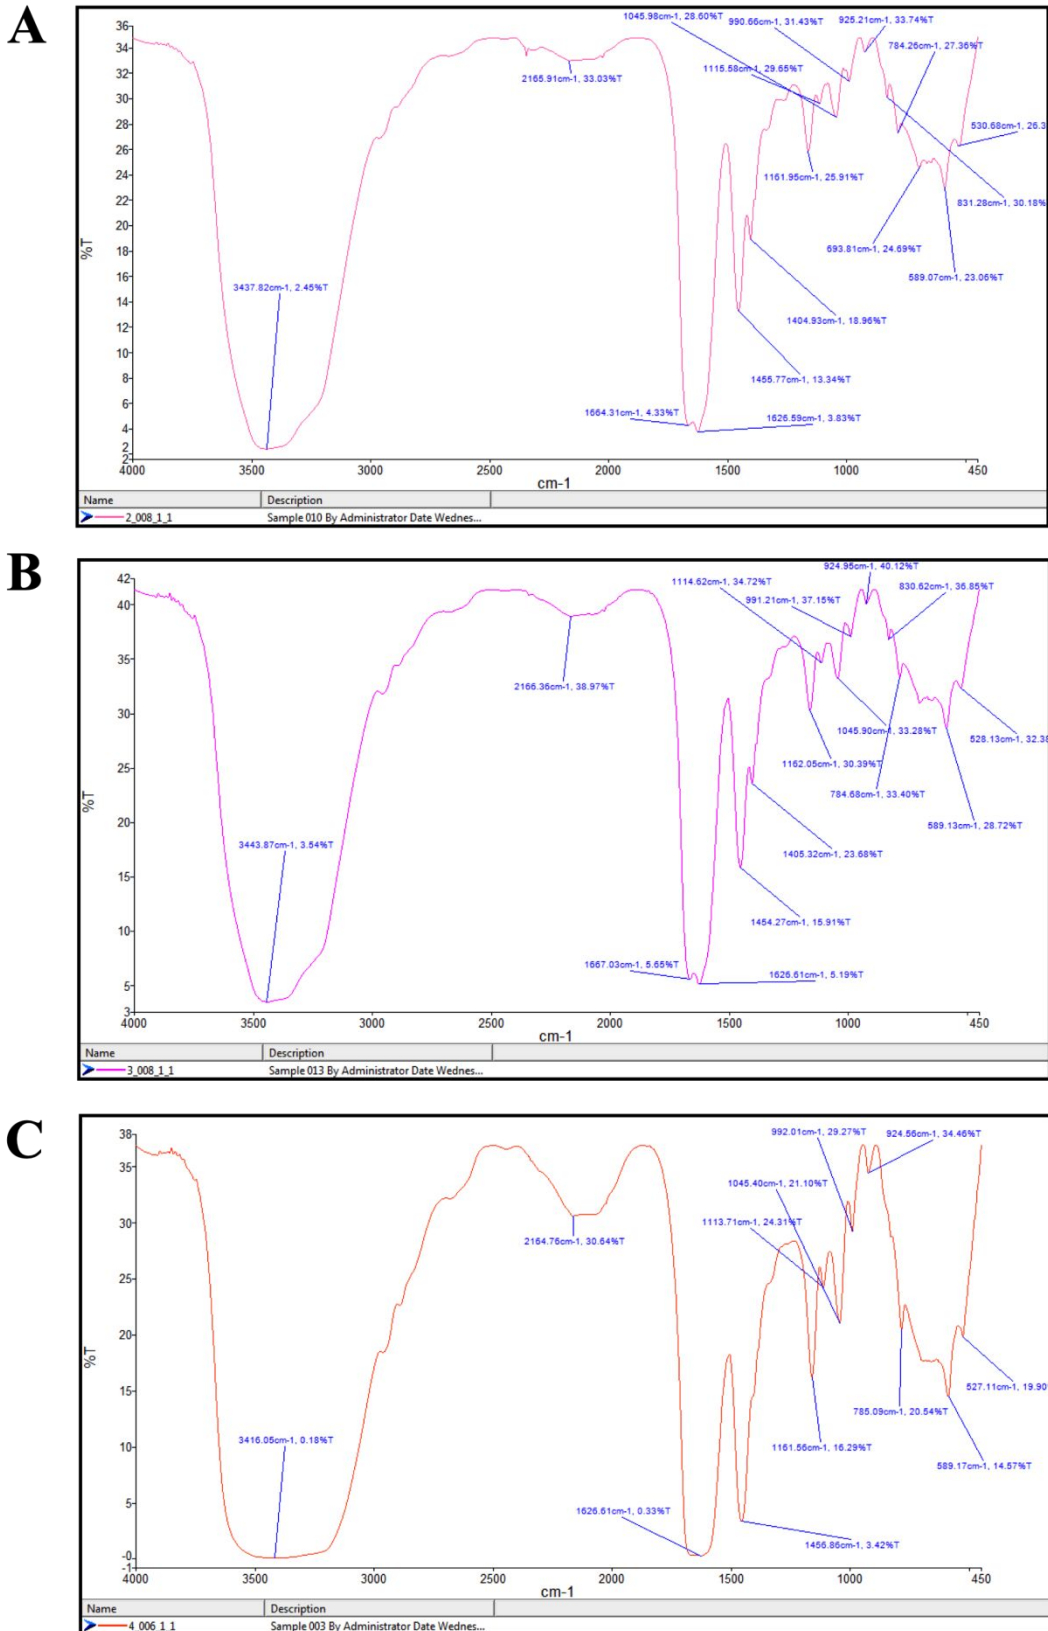 A
36
1045.98cm-1, 28.60%T
990.66cm-1, 31.43%T
925.21cm-1, 33.74%T
34
784.26cm-1, 27.36%T
32
2165.91cm-1, 33.03%T
1115.58cm-1, 29.65%T
30
28
530.68cm-1, 26.3
26
24
1161.95cm-1, 25.91%T
22
831.28cm-1, 30.18%
20
%T
693.81cm-1, 24.69%T
18
589.07cm-1, 23.06%T
16
3437.82cm-1, 2.45%T
14
1404.93cm-1, 18.96%T
12
10
1455.77cm-1, 13.34%T
8
6
1664.31cm-1, 4.33%T
1626.59cm-1, 3.83%T
4
2
2
4000 3500 3000 2500 2000 1500 1000 450
cm-1
Name Description
2_008_1_1 Sample 010 By Administrator Date Wednes...
B
42
924.95cm-1, 40.12%T
40
1114.62cm-1, 34.72%T
991.21cm-1, 37.15%T
830.62cm-1, 36.85%T
35
2166.36cm-1, 38.97%T
30
1045.90cm-1, 33.28%T
528.13cm-1, 32.38
1162.05cm-1, 30.39%T
25
784.68cm-1, 33.40%T
%T
589.13cm-1, 28.72%T
20
3443.87cm-1, 3.54%T
1405.32cm-1, 23.68%T
15
1454.27cm-1, 15.91%T
10
1667.03cm-1, 5.65%T
1626.61cm-1, 5.19%T
5
3
4000 3500 3000 2500 2000 1500 1000 450
cm-1
Name Description
3_008_1_1 Sample 013 By Administrator Date Wednes...
C
38
992.01cm-1, 29.27%T
924.56cm-1, 34.46%T
35
1045.40cm-1, 21.10%T
1113.71cm-1, 24.31%T
30
2164.76cm-1, 30.64%T
25
20
%T
527.11cm-1, 19.90
785.09cm-1, 20.54%T
15
3416.05cm-1, 0.18%T
1161.56cm-1, 16.29%T
10
589.17cm-1, 14.57%T
5
1626.61cm-1, 0.33%T
1456.86cm-1, 3.42%T
-0
-1
4000 3500 3000 2500 2000 1500 1000 450
cm-1
Name Description
4_006_1_1 Sample 003 By Administrator Date Wednes...